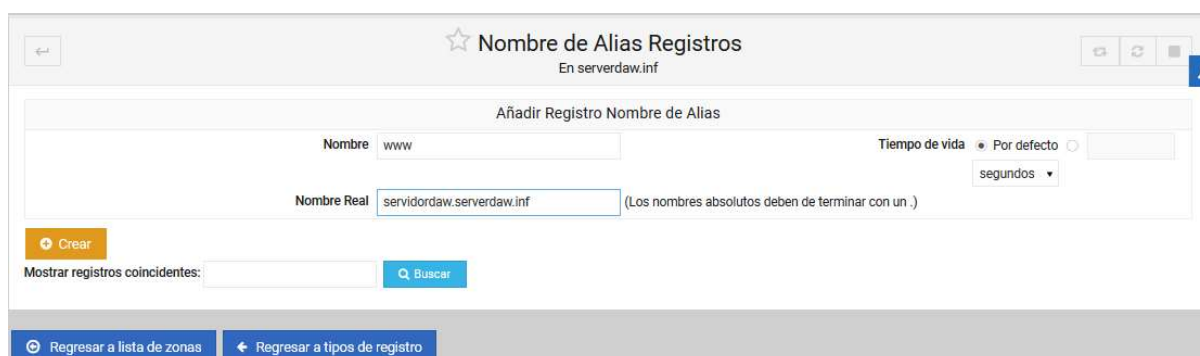 Nombre de Alias Registros
En serverdaw.inf
Añadir Registro Nombre de Alias
Nombre www Tiempo de vida Por defecto
segundos
Nombre Real servidordaw.serverdaw.inf (Los nombres absolutos deben de terminar con un .)
Crear
Mostrar registros coincidentes: Buscar
Regresar a lista de zonas Regresar a tipos de registro